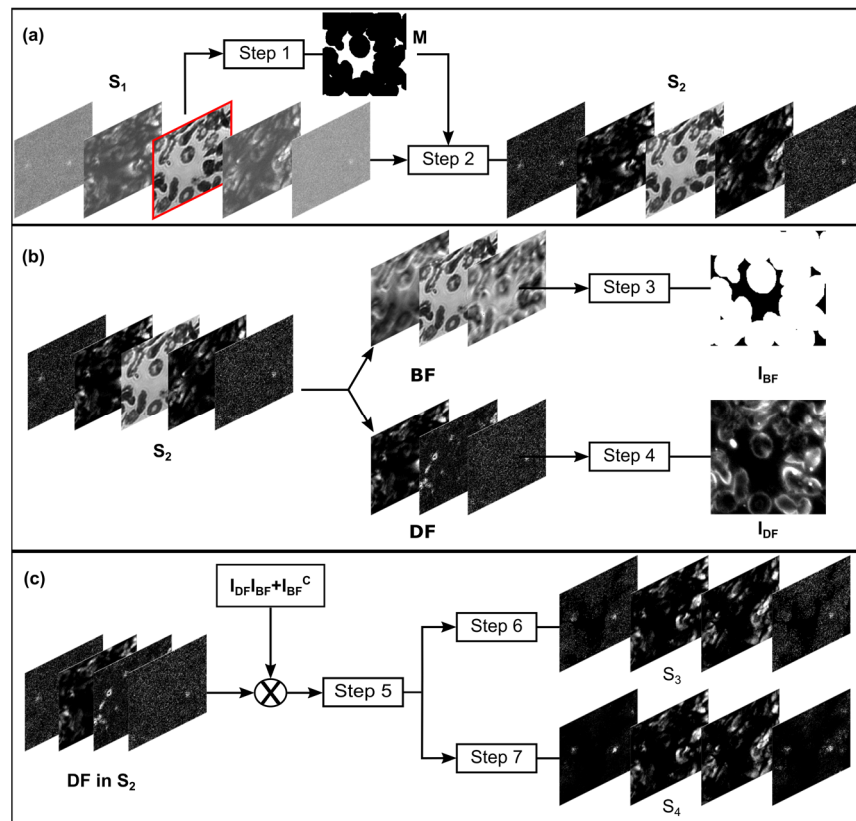 (a)
Step 1
M
S1
S2
Step 2
(b)
Step 3
BF
IBF
S2
Step 4
DF
IDF
(c)
IDFIBF+IBFC
Step 6
Step 5
S3
Step 7
DF in S2
S4